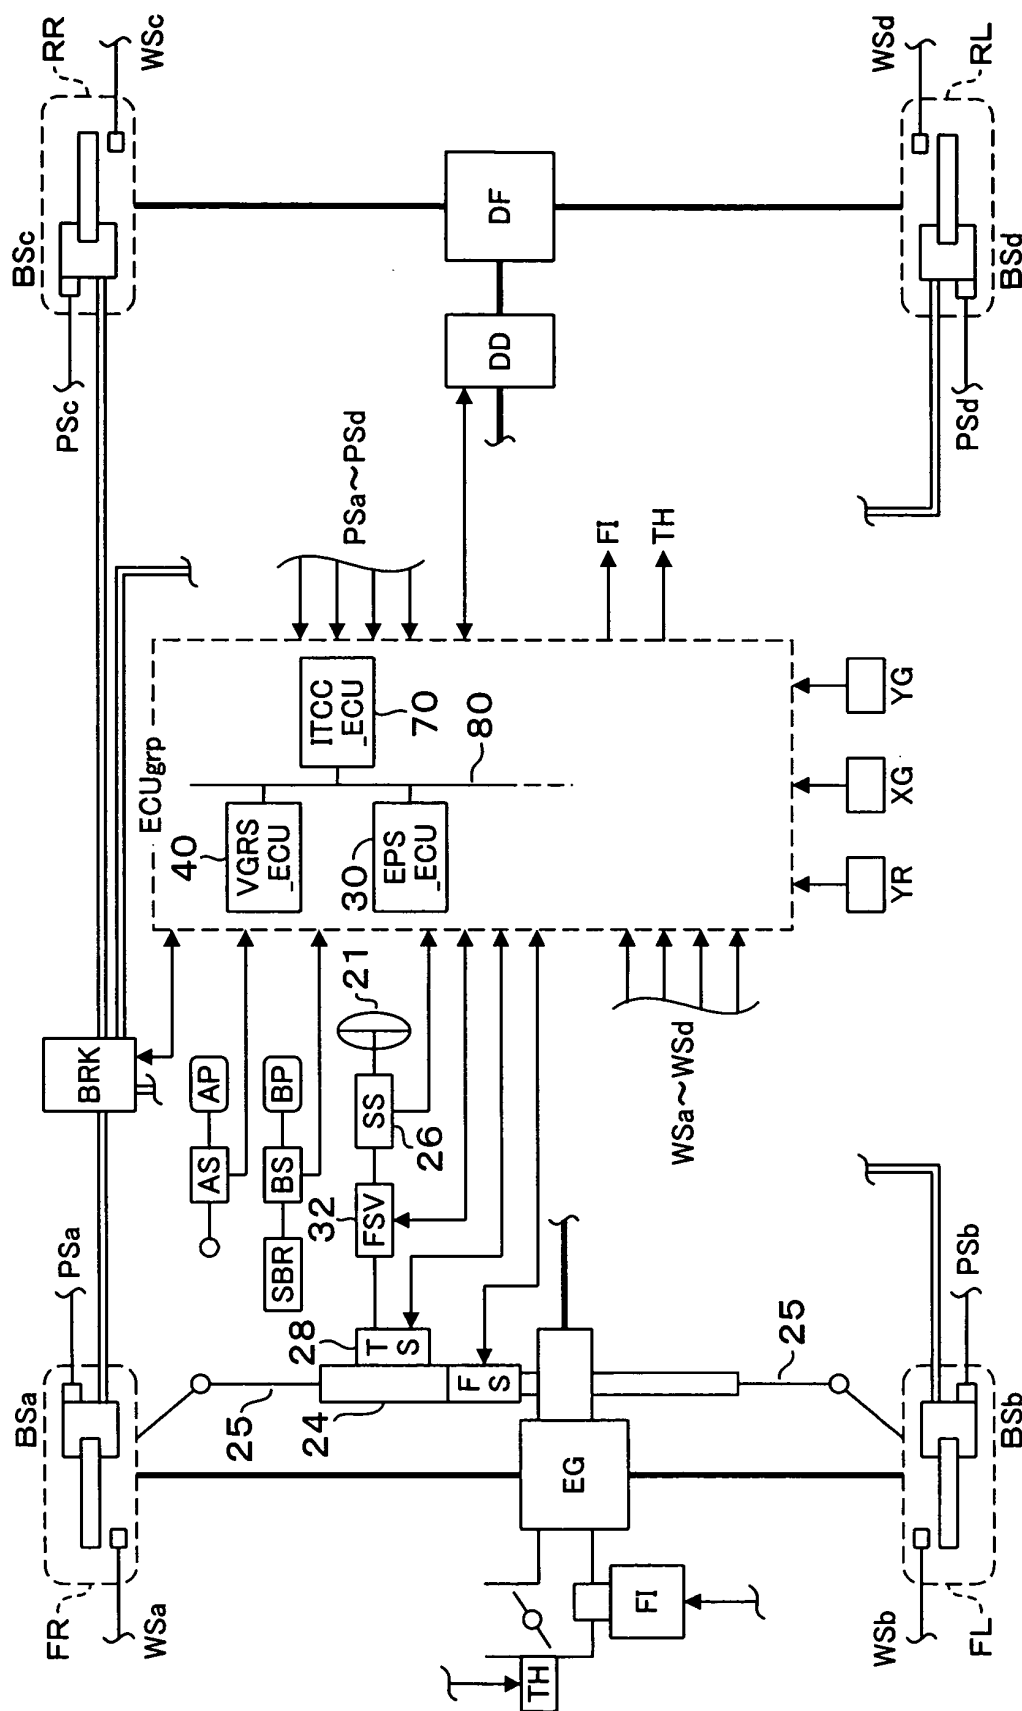 FR
WSa
BSa
PSa
BRK
PSc
BSc
RR
WSc
AS
AP
SBR
BS
BP
32
FSV
SS
26
21
28
T
S
F
S
24
25
25
ECUgrp
40
VGRS
_ECU
30
EPS
_ECU
ITCC
_ECU
70
80
PSa~PSd
DD
DF
FI
TH
TH
FI
EG
WSa~WSd
YR
XG
YG
WSb
FL
BSb
PSb
PSd
BSd
WSd
RL